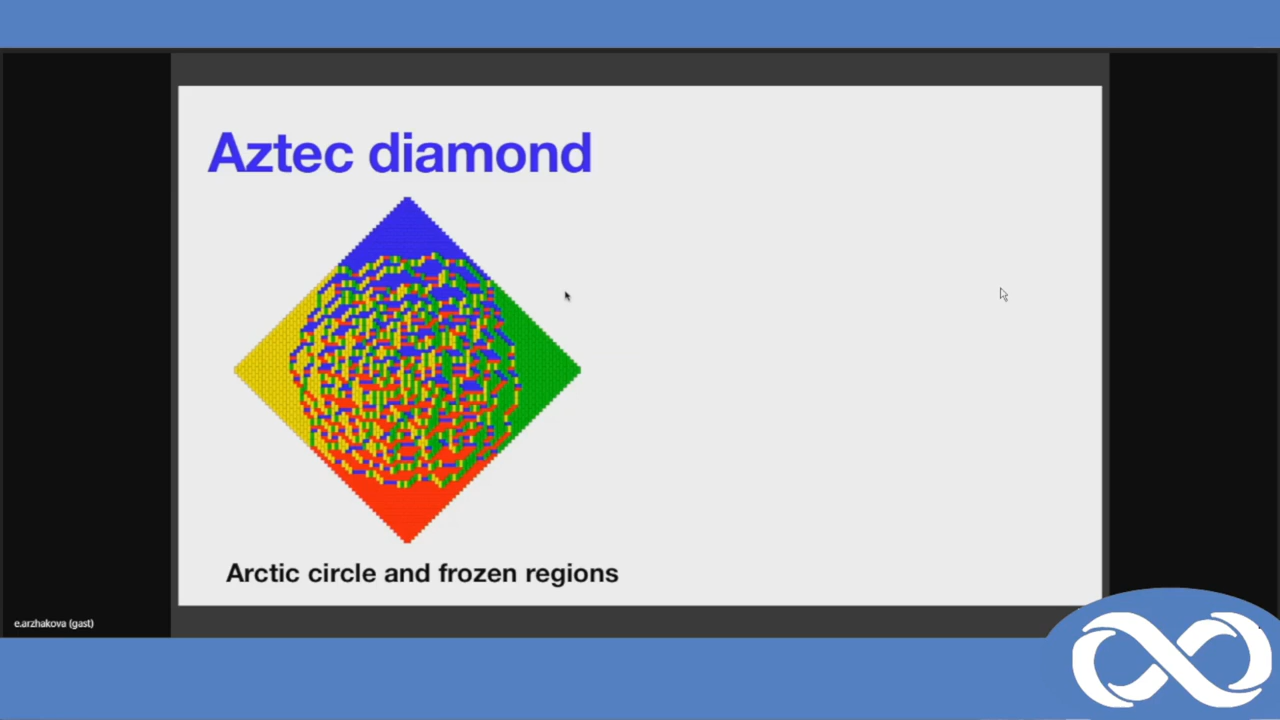 Aztec diamond
Arctic circle and frozen regions
e.arzhakova (gast)